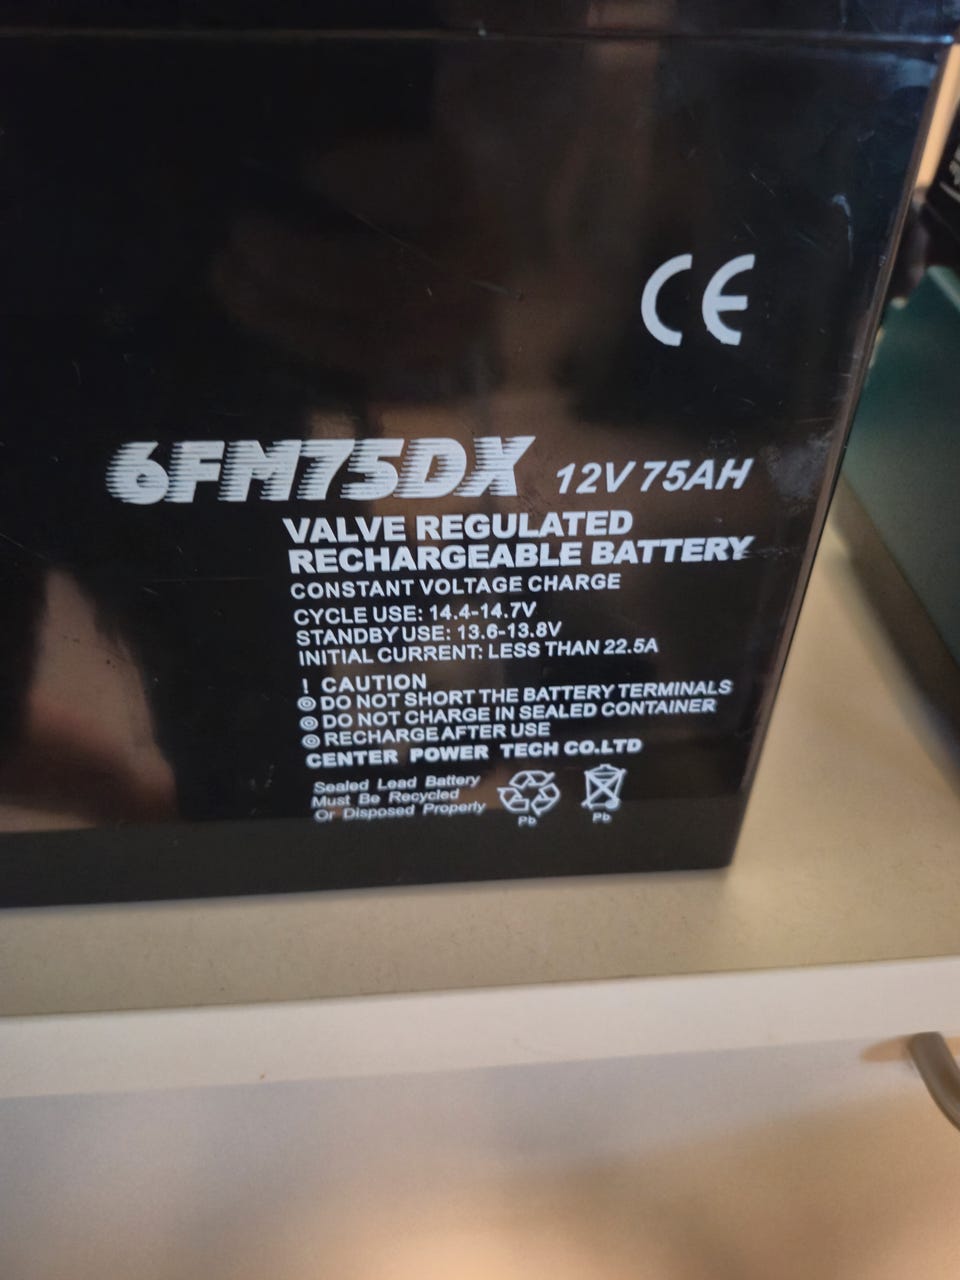 CE
6FM75DX 12V 75AH
VALVE REGULATED
RECHARGEABLE BATTERY
CONSTANT VOLTAGE CHARGE
CYCLE USE: 14.4-14.7V
STANDBY USE: 13.6-13.8V
INITIAL CURRENT: LESS THAN 22.5A
! CAUTION
◎ DO NOT SHORT THE BATTERY TERMINALS
◎ DO NOT CHARGE IN SEALED CONTAINER
◎ RECHARGE AFTER USE
CENTER POWER TECH CO.LTD
Sealed Lead Battery
Must Be Recycled
Or Disposed Properly
Pb Pb